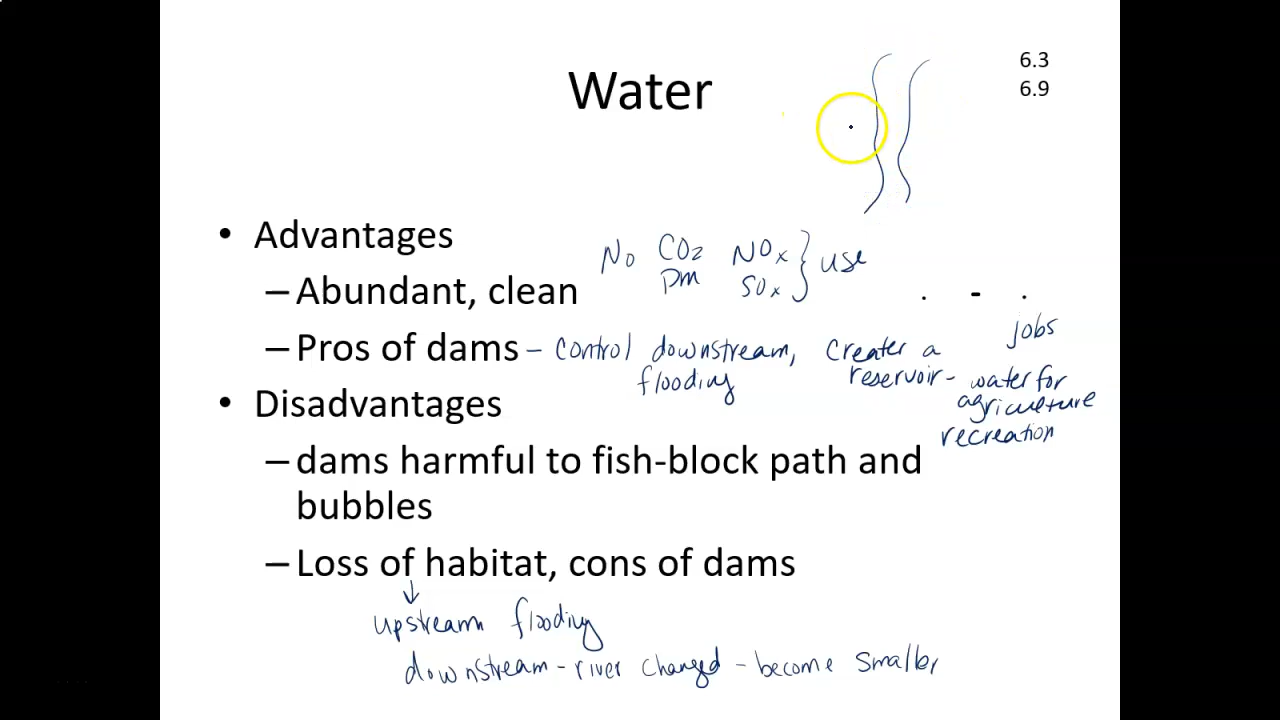 6.3
6.9
Water
• Advantages
No CO2 NOx } use
PM SOx
– Abundant, clean
jobs
– Pros of dams – control downstream, creater a
flooding reservoir – water for
agriculture
recreation
• Disadvantages
– dams harmful to fish-block path and
bubbles
– Loss of habitat, cons of dams
upstream flooding
downstream – river changed – become smaller